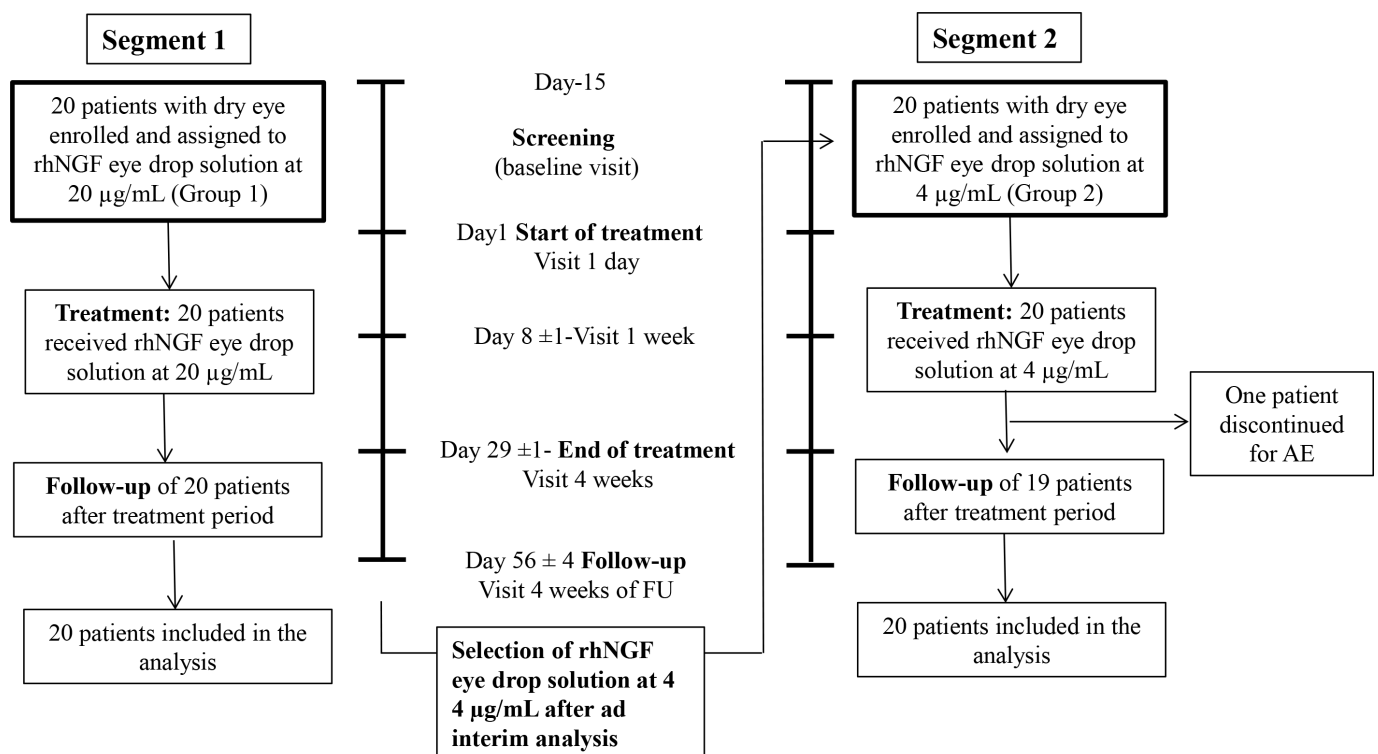 Segment 1
20 patients with dry eye
enrolled and assigned to
rhNGF eye drop solution at
20 µg/mL (Group 1)
Treatment: 20 patients
received rhNGF eye drop
solution at 20 µg/mL
Follow-up of 20 patients
after treatment period
20 patients included in the
analysis
Day-15
Screening
(baseline visit)
Day1 Start of treatment
Visit 1 day
Day 8 ±1-Visit 1 week
Day 29 ±1- End of treatment
Visit 4 weeks
Day 56 ± 4 Follow-up
Visit 4 weeks of FU
Selection of rhNGF
eye drop solution at 4
4 µg/mL after ad
interim analysis
Segment 2
20 patients with dry eye
enrolled and assigned to
rhNGF eye drop solution at
4 µg/mL (Group 2)
Treatment: 20 patients
received rhNGF eye drop
solution at 4 µg/mL
One patient
discontinued
for AE
Follow-up of 19 patients
after treatment period
20 patients included in the
analysis